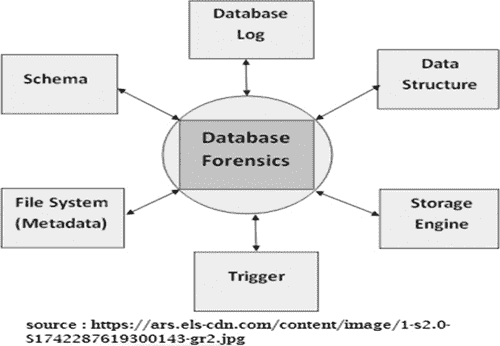 Database
Log
Schema
Data
Structure
Database
Forensics
File System
(Metadata)
Storage
Engine
Trigger
source : https://ars.els-cdn.com/content/image/1-s2.0-
S1742287619300143-gr2.jpg